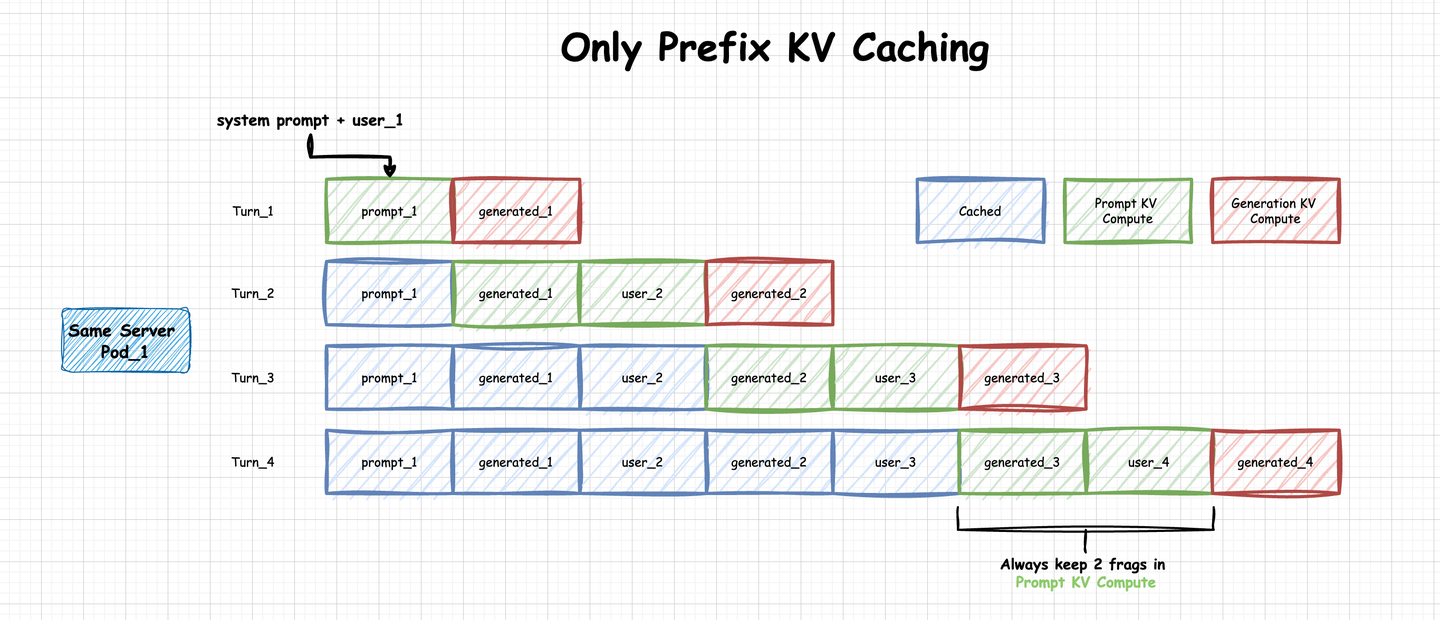 Only Prefix KV Caching
system prompt + user_1
Turn_1
prompt_1
generated_1
Cached
Prompt KV
Compute
Generation KV
Compute
Turn_2
prompt_1
generated_1
user_2
generated_2
Same Server
Pod_1
Turn_3
prompt_1
generated_1
user_2
generated_2
user_3
generated_3
Turn_4
prompt_1
generated_1
user_2
generated_2
user_3
generated_3
user_4
generated_4
Always keep 2 frags in
Prompt KV Compute